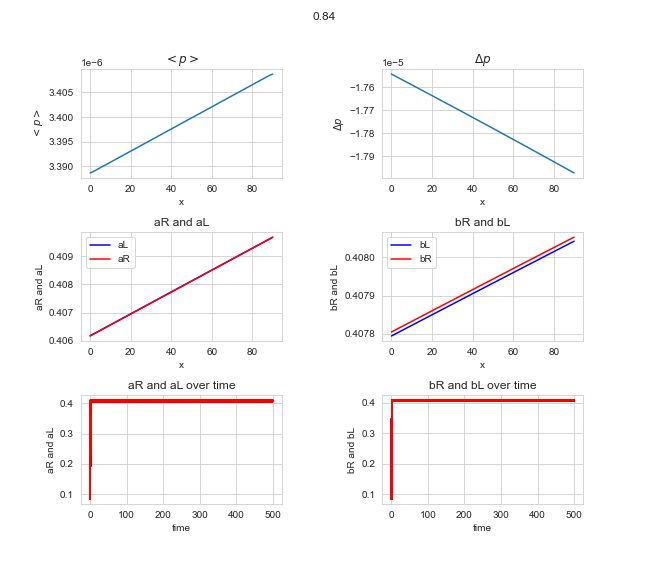 0.84
< p >
Δp
1e−6
1e−5
3.405
3.400
3.395
3.390
< p >
0 20 40 60 80
x
−1.76
−1.77
−1.78
−1.79
Δp
0 20 40 60 80
x
aR and aL
bR and bL
aL
aR
0.409
0.408
0.407
0.406
aR and aL
0 20 40 60 80
x
bL
bR
0.4080
0.4079
0.4078
bR and bL
0 20 40 60 80
x
aR and aL over time
bR and bL over time
0.4
0.3
0.2
0.1
aR and aL
0 100 200 300 400 500
time
0.4
0.3
0.2
0.1
bR and bL
0 100 200 300 400 500
time